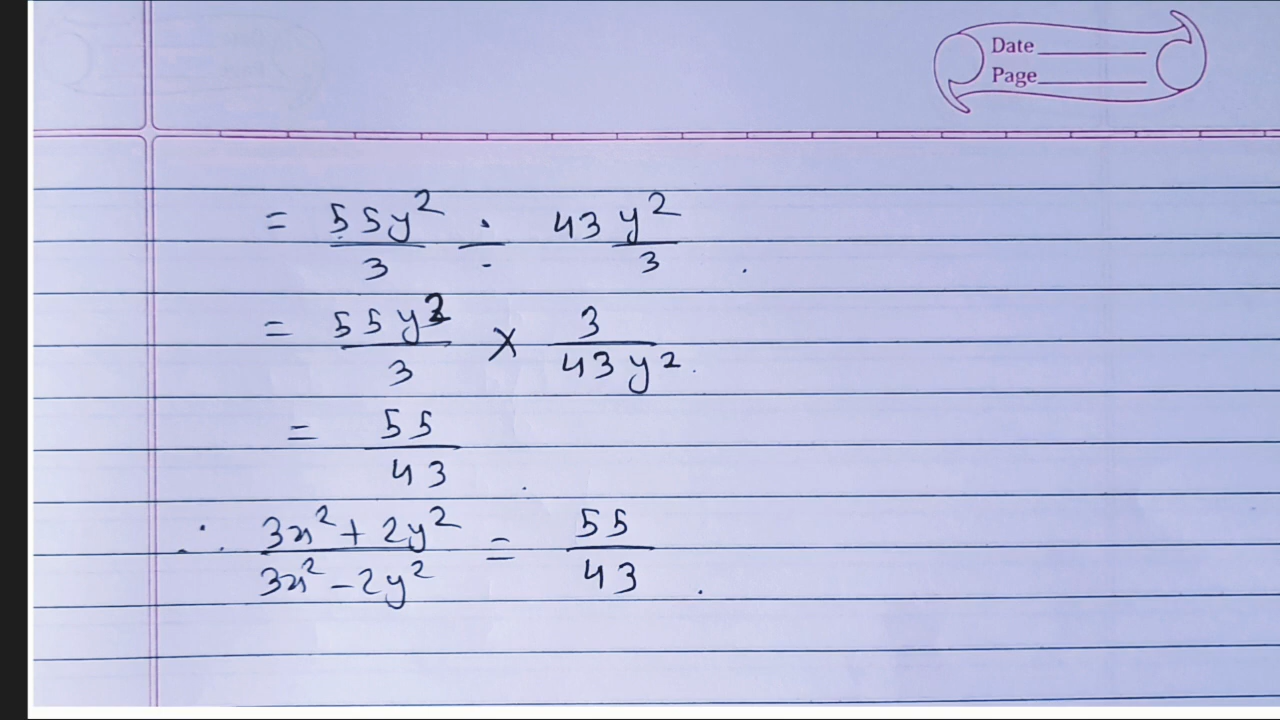 Date
Page
= 55y²/3 ÷ 43y²/3 .
= 55y²/3 × 3/43y² .
= 55/43 .
∴ 3x² + 2y²/3x² − 2y² = 55/43 .